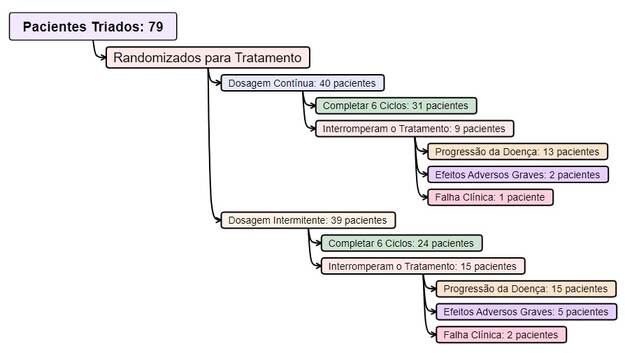 Pacientes Triados: 79
Randomizados para Tratamento
Dosagem Contínua: 40 pacientes
Completar 6 Ciclos: 31 pacientes
Interromperam o Tratamento: 9 pacientes
Progressão da Doença: 13 pacientes
Efeitos Adversos Graves: 2 pacientes
Falha Clínica: 1 paciente
Dosagem Intermitente: 39 pacientes
Completar 6 Ciclos: 24 pacientes
Interromperam o Tratamento: 15 pacientes
Progressão da Doença: 15 pacientes
Efeitos Adversos Graves: 5 pacientes
Falha Clínica: 2 pacientes